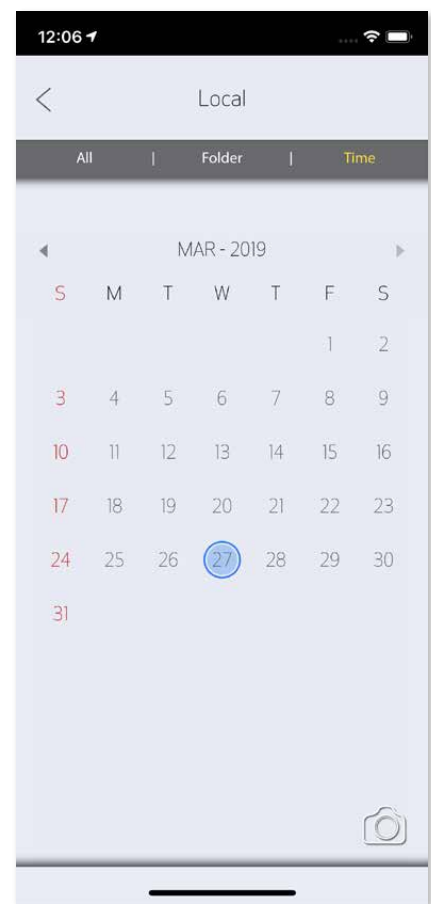 12:06
Local
All | Folder | Time
MAR - 2019
S M T W T F S
1 2
3 4 5 6 7 8 9
10 11 12 13 14 15 16
17 18 19 20 21 22 23
24 25 26 27 28 29 30
31